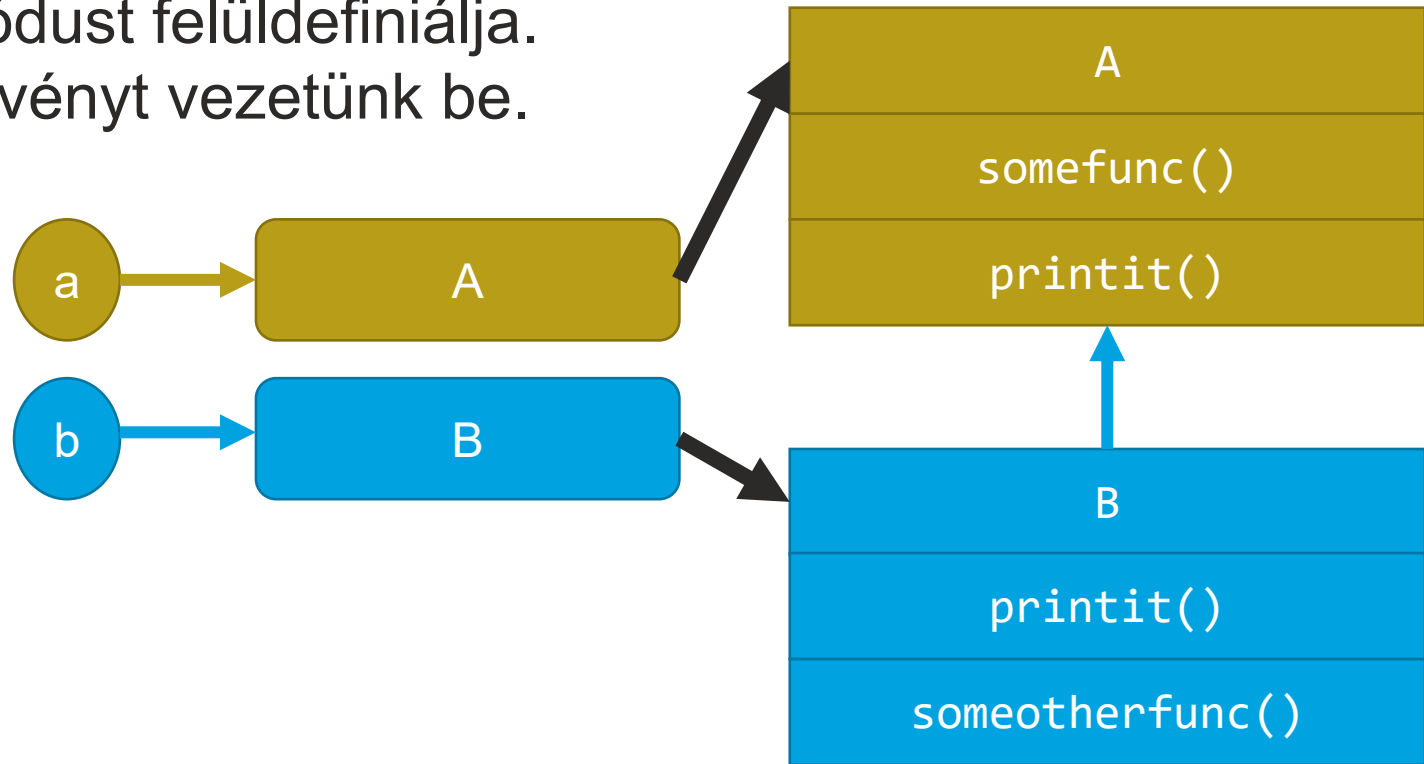 ódust felüldefiniálja.
vényt vezetünk be.
A
somefunc()
a
A
printit()
b
B
B
printit()
someotherfunc()